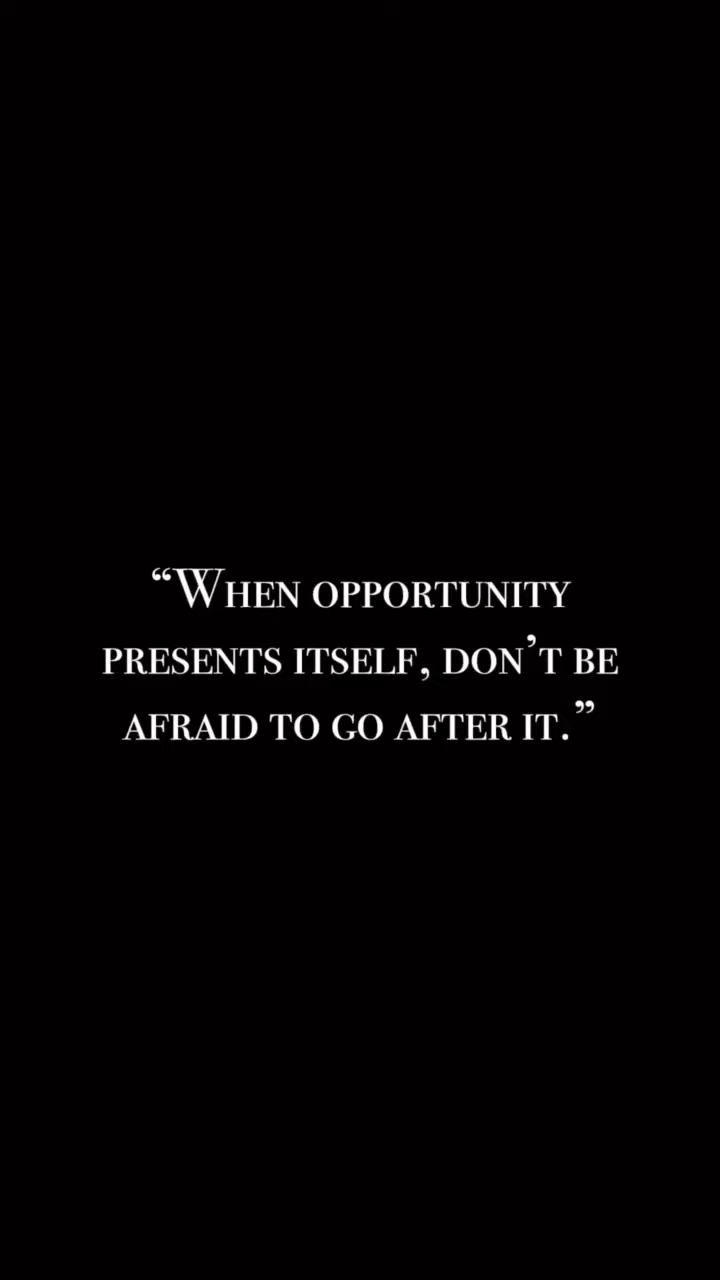 “When opportunity
presents itself, don’t be
afraid to go after it.”